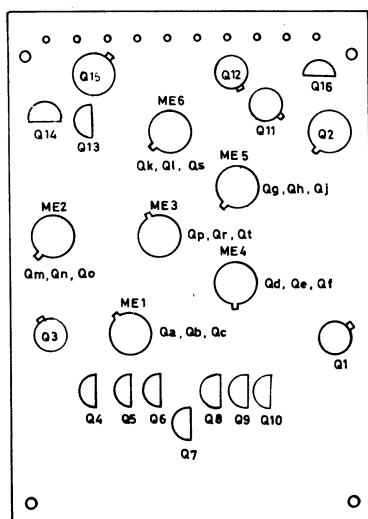 Q15
Q12
Q16
Q14
Q13
ME6
Q11
Q2
Qk, Ql, Qs
ME5
Qg, Qh, Qj
ME2
ME3
Qp, Qr, Qt
ME4
Qm, Qn, Qo
Qd, Qe, Qf
ME1
Q3
Qa, Qb, Qc
Q1
Q4
Q5
Q6
Q8
Q9
Q10
Q7